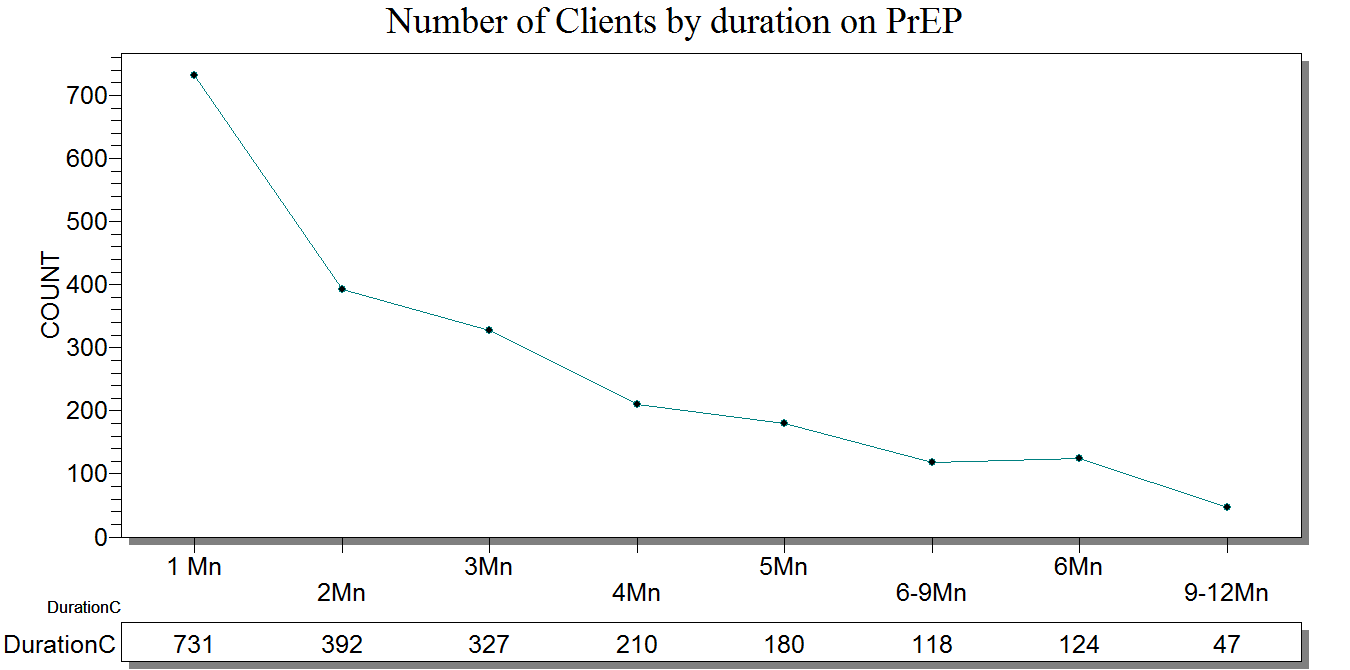 Number of Clients by duration on PrEP
COUNT
700
600
500
400
300
200
100
0
1 Mn
2Mn
3Mn
4Mn
5Mn
6-9Mn
6Mn
9-12Mn
DurationC
DurationC 731 392 327 210 180 118 124 47